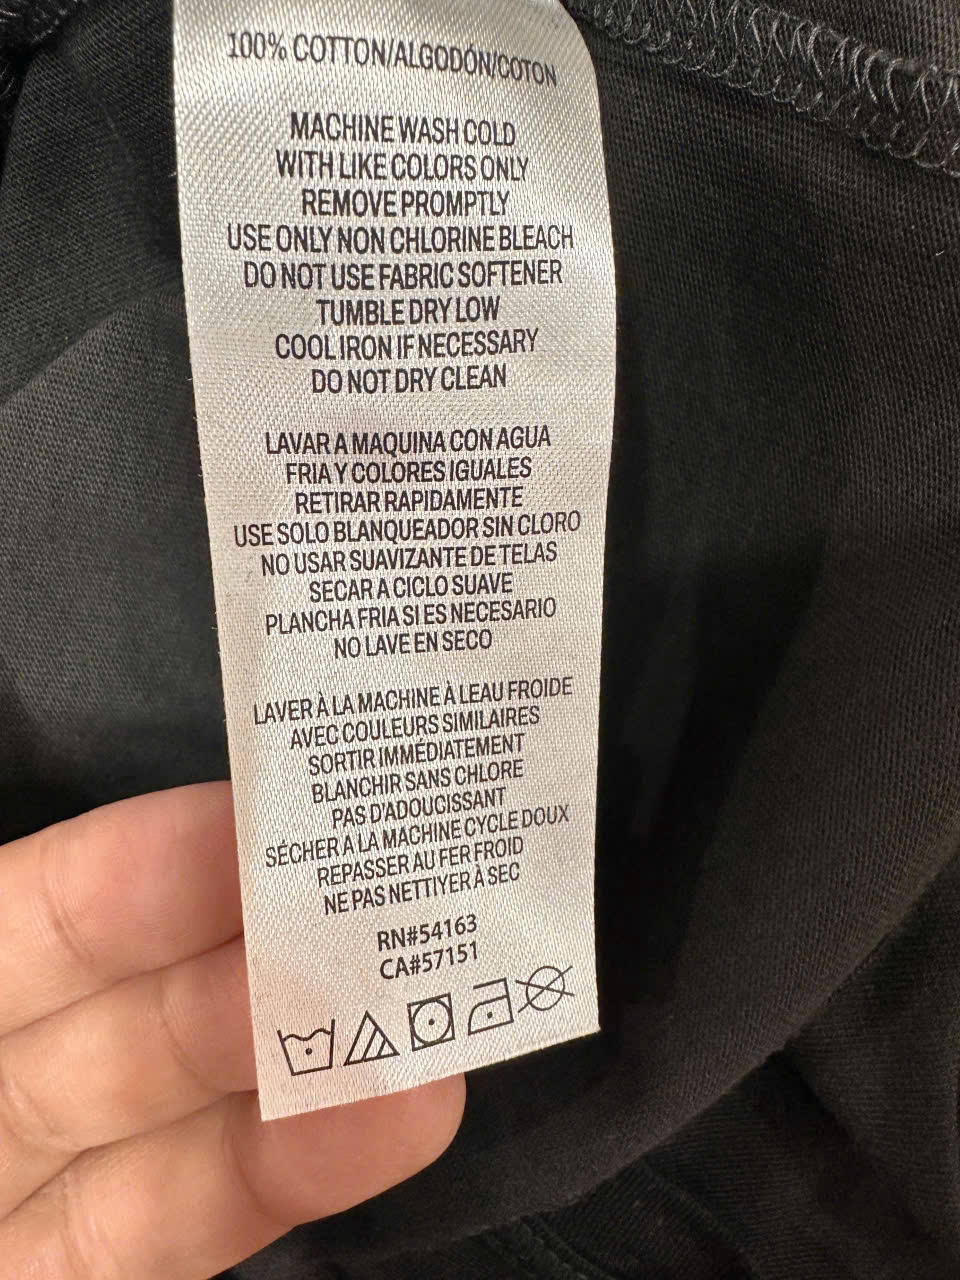 100% COTTON/ALGODÓN/COTON
MACHINE WASH COLD
WITH LIKE COLORS ONLY
REMOVE PROMPTLY
USE ONLY NON CHLORINE BLEACH
DO NOT USE FABRIC SOFTENER
TUMBLE DRY LOW
COOL IRON IF NECESSARY
DO NOT DRY CLEAN
LAVAR A MAQUINA CON AGUA
FRIA Y COLORES IGUALES
RETIRAR RAPIDAMENTE
USE SOLO BLANQUEADOR SIN CLORO
NO USAR SUAVIZANTE DE TELAS
SECAR A CICLO SUAVE
PLANCHA FRIA SI ES NECESARIO
NO LAVE EN SECO
LAVER À LA MACHINE À LEAU FROIDE
AVEC COULEURS SIMILAIRES
SORTIR IMMÉDIATEMENT
BLANCHIR SANS CHLORE
PAS D'ADOUCISSANT
SÉCHER A LA MACHINE CYCLE DOUX
REPASSER AU FER FROID
NE PAS NETTIYER À SEC
RN#54163
CA#57151